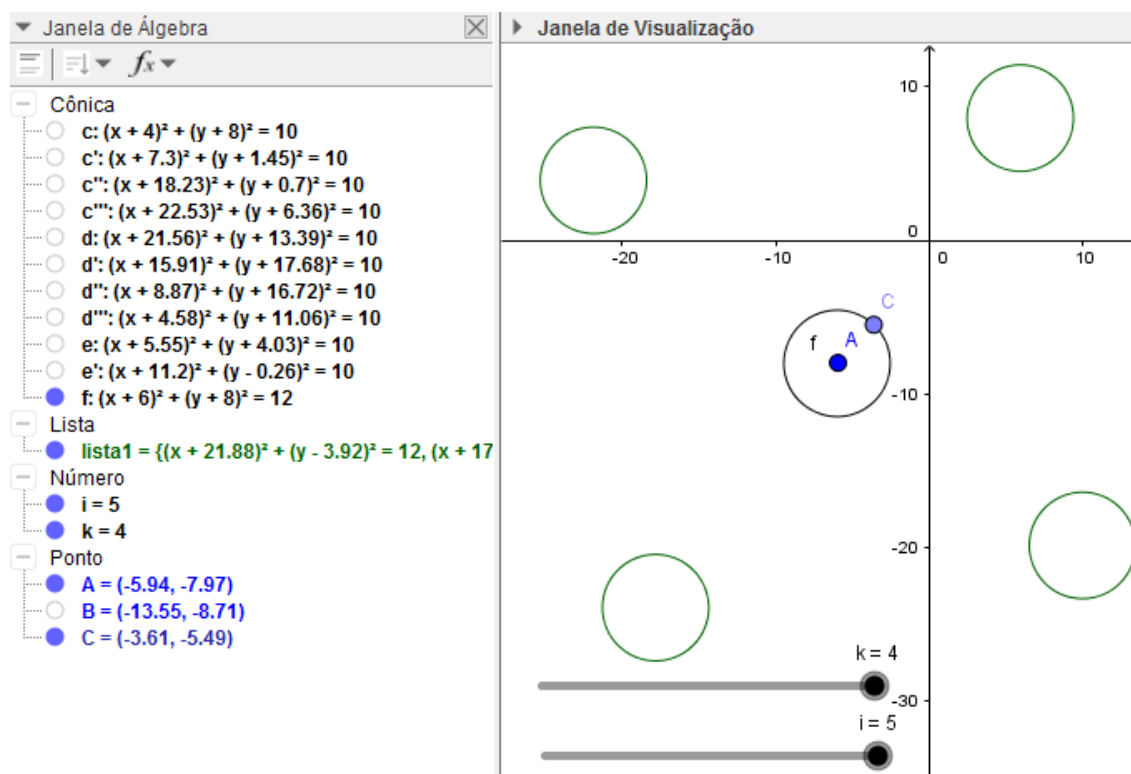 Janela de Álgebra
fx
Cônica
c: (x + 4)² + (y + 8)² = 10
c': (x + 7.3)² + (y + 1.45)² = 10
c'': (x + 18.23)² + (y + 0.7)² = 10
c''': (x + 22.53)² + (y + 6.36)² = 10
d: (x + 21.56)² + (y + 13.39)² = 10
d': (x + 15.91)² + (y + 17.68)² = 10
d'': (x + 8.87)² + (y + 16.72)² = 10
d''': (x + 4.58)² + (y + 11.06)² = 10
e: (x + 5.55)² + (y + 4.03)² = 10
e': (x + 11.2)² + (y - 0.26)² = 10
f: (x + 6)² + (y + 8)² = 12
Lista
lista1 = {(x + 21.88)² + (y - 3.92)² = 12, (x + 17
Número
i = 5
k = 4
Ponto
A = (-5.94, -7.97)
B = (-13.55, -8.71)
C = (-3.61, -5.49)
Janela de Visualização
10
0
-20 -10 0 10
C
f A
-10
-20
k = 4
-30
i = 5